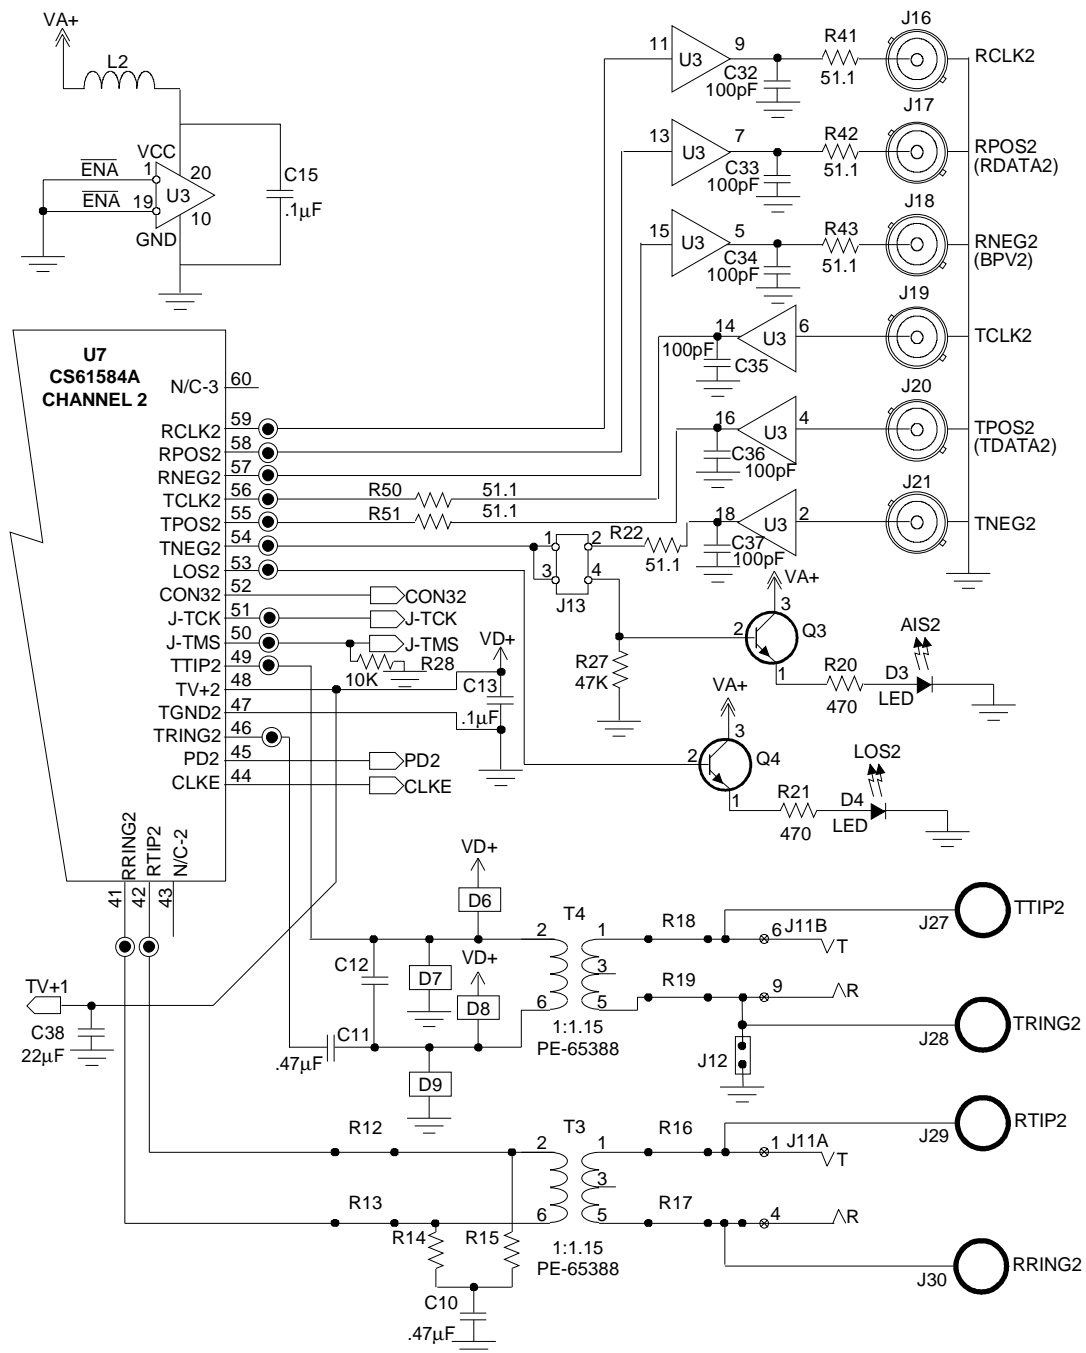 VA+
L2
VCC
ENA 1
20
U3
ENA 19
10
GND
C15
.1µF
J16
11 U3 9
R41
C32
100pF
51.1
RCLK2
J17
13 U3 7
R42
C33
100pF
51.1
RPOS2
(RDATA2)
J18
15 U3 5
R43
C34
100pF
51.1
RNEG2
(BPV2)
J19
14 U3 6
100pF
C35
TCLK2
J20
16 U3 4
C36
100pF
TPOS2
(TDATA2)
J21
18 U3 2
C37
100pF
TNEG2
U7
CS61584A
CHANNEL 2
N/C-3 60
RCLK2 59
RPOS2 58
RNEG2 57
TCLK2 56 R50 51.1
TPOS2 55 R51 51.1
TNEG2 54
LOS2 53
CON32 52 CON32
J-TCK 51 J-TCK
J-TMS 50 J-TMS
TTIP2 49
TV+2 48
TGND2 47
TRING2 46
PD2 45 PD2
CLKE 44 CLKE
RRING2
RTIP2
N/C-2
41
42
43
1 2
3 4
J13
R22
51.1
10K
R28
VD+
C13
.1µF
R27
47K
VA+
3
2
1
Q3
R20
470
AIS2
D3
LED
VA+
3
2
1
Q4
R21
470
LOS2
D4
LED
VD+
D6
T4
2 1
3
6 5
1:1.15
PE-65388
C12
D7
VD+
D8
C11
.47µF
D9
R18
6 J11B
T
R19
9
R
J12
J27
TTIP2
J28
TRING2
TV+1
C38
22µF
R12
R13
R14
R15
C10
.47µF
T3
2 1
3
6 5
1:1.15
PE-65388
R16
1 J11A
T
R17
4
R
J29
RTIP2
J30
RRING2